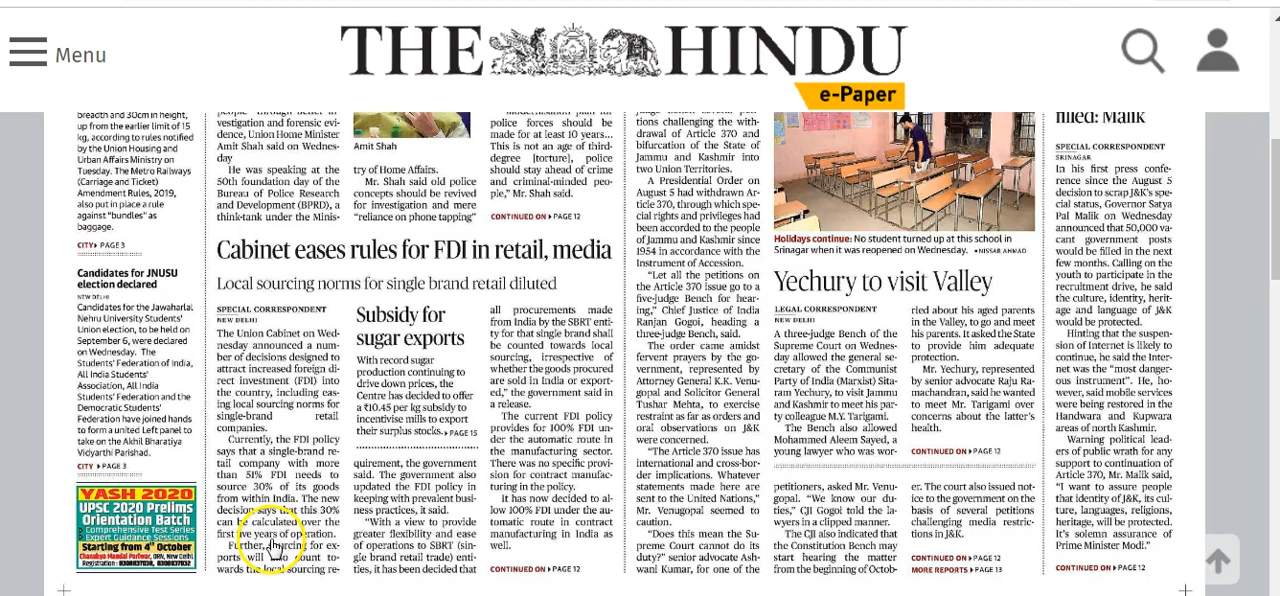 Menu
THE HINDU
e-Paper
breadth and 30cm in height,
up from the earlier limit of 15
kg, according to rules notified
by the Union Housing and
Urban Affairs Ministry on
Tuesday. The Metro Railways
(Carriage and Ticket)
Amendment Rules, 2019,
also put in place a rule
against "bundles" as
baggage.
CITY PAGE 3
Candidates for JNUSU
election declared
NEW DELHI
Candidates for the Jawaharlal
Nehru University Students'
Union election, to be held on
September 6, were declared
on Wednesday. The
Students' Federation of India,
All India Students'
Association, All India
Students' Federation and the
Democratic Students'
Federation have joined hands
to form a united Left panel to
take on the Akhil Bharatiya
Vidyarthi Parishad.
CITY PAGE 3
YASH 2020
UPSC 2020 Prelims
Orientation Batch
Comprehensive Test Series
Expert Guidance Sessions
Starting from 4th October
vestigation and forensic evi-
dence, Union Home Minister
Amit Shah said on Wednes-
day
He was speaking at the
50th foundation day of the
Bureau of Police Research
and Development (BPRD), a
think-tank under the Minis-
Amit Shah
try of Home Affairs.
Mr. Shah said old police
concepts should be revived
for investigation and mere
"reliance on phone tapping"
police forces should be
made for at least 10 years...
This is not an age of third-
degree [torture], police
should stay ahead of crime
and criminal-minded peo-
ple," Mr. Shah said.
CONTINUED ON PAGE 12
Cabinet eases rules for FDI in retail, media
Local sourcing norms for single brand retail diluted
SPECIAL CORRESPONDENT
NEW DELHI
The Union Cabinet on Wed-
nesday announced a num-
ber of decisions designed to
attract increased foreign di-
rect investment (FDI) into
the country, including eas-
ing local sourcing norms for
single-brand retail
companies.
Currently, the FDI policy
says that a single-brand re-
tail company with more
than 51% FDI needs to
source 30% of its goods
from within India. The new
decision says that this 30%
can be calculated over the
first five years of operation.
Further, sourcing for ex-
ports will also count to-
wards the local sourcing re-
Subsidy for
sugar exports
With record sugar
production continuing to
drive down prices, the
Centre has decided to offer
a ₹10.45 per kg subsidy to
incentivise mills to export
their surplus stocks. PAGE 15
quirement, the government
said. The government also
updated the FDI policy in
keeping with prevalent busi-
ness practices, it said.
"With a view to provide
greater flexibility and ease
of operations to SBRT (sin-
gle brand retail trade) enti-
ties, it has been decided that
all procurements made
from India by the SBRT enti-
ty for that single brand shall
be counted towards local
sourcing, irrespective of
whether the goods procured
are sold in India or export-
ed," the government said in
a release.
The current FDI policy
provides for 100% FDI un-
der the automatic route in
the manufacturing sector.
There was no specific provi-
sion for contract manufac-
turing in the policy.
It has now decided to al-
low 100% FDI under the au-
tomatic route in contract
manufacturing in India as
well.
CONTINUED ON PAGE 12
tions challenging the with-
drawal of Article 370 and
bifurcation of the State of
Jammu and Kashmir into
two Union Territories.
A Presidential Order on
August 5 had withdrawn Ar-
ticle 370, through which spe-
cial rights and privileges had
been accorded to the people
of Jammu and Kashmir since
1954 in accordance with the
Instrument of Accession.
"Let all the petitions on
the Article 370 issue go to a
five-judge Bench for hear-
ing," Chief Justice of India
Ranjan Gogoi, heading a
three-judge Bench, said.
The order came amidst
fervent prayers by the go-
vernment, represented by
Attorney General K.K. Venu-
gopal and Solicitor General
Tushar Mehta, to exercise
restraint as far as orders and
oral observations on J&K
were concerned.
"The Article 370 issue has
international and cross-bor-
der implications. Whatever
statements made here are
sent to the United Nations,"
Mr. Venugopal seemed to
caution.
"Does this mean the
Supreme Court cannot do its
duty?" senior advocate Ash-
wani Kumar, for one of the
Holidays continue: No student turned up at this school in
Srinagar when it was reopened on Wednesday. NISSAR AHMAD
Yechury to visit Valley
LEGAL CORRESPONDENT
NEW DELHI
A three-judge Bench of the
Supreme Court on Wednes-
day allowed the general se-
cretary of the Communist
Party of India (Marxist) Sita-
ram Yechury, to visit Jammu
and Kashmir to meet his par-
ty colleague M.Y. Tarigami.
The Bench also allowed
Mohammed Aleem Sayed, a
young lawyer who was wor-
ried about his aged parents
in the Valley, to go and meet
his parents. It asked the State
to provide him adequate
protection.
Mr. Yechury, represented
by senior advocate Raju Ra-
machandran, said he wanted
to meet Mr. Tarigami over
concerns about the latter's
health.
CONTINUED ON PAGE 12
petitioners, asked Mr. Venu-
gopal. "We know our du-
ties," CJI Gogoi told the la-
wyers in a clipped manner.
The CJI also indicated that
the Constitution Bench may
start hearing the matter
from the beginning of Octob-
er. The court also issued not-
ice to the government on the
basis of several petitions
challenging media restric-
tions in J&K.
MORE REPORTS PAGE 13
filled: Malik
SPECIAL CORRESPONDENT
SRINAGAR
In his first press confe-
rence since the August 5
decision to scrap J&K's spe-
cial status, Governor Satya
Pal Malik on Wednesday
announced that 50,000 va-
cant government posts
would be filled in the next
few months. Calling on the
youth to participate in the
recruitment drive, he said
the culture, identity, herit-
age and language of J&K
would be protected.
Hinting that the suspen-
sion of Internet is likely to
continue, he said the Inter-
net was the "most danger-
ous instrument". He, ho-
wever, said mobile services
were being restored in the
Handwara and Kupwara
areas of north Kashmir.
Warning political lead-
ers of public wrath for any
support to continuation of
Article 370, Mr. Malik said,
"I want to assure people
that identity of J&K, its cul-
ture, languages, religions,
heritage, will be protected.
It's solemn assurance of
Prime Minister Modi."
CONTINUED ON PAGE 12